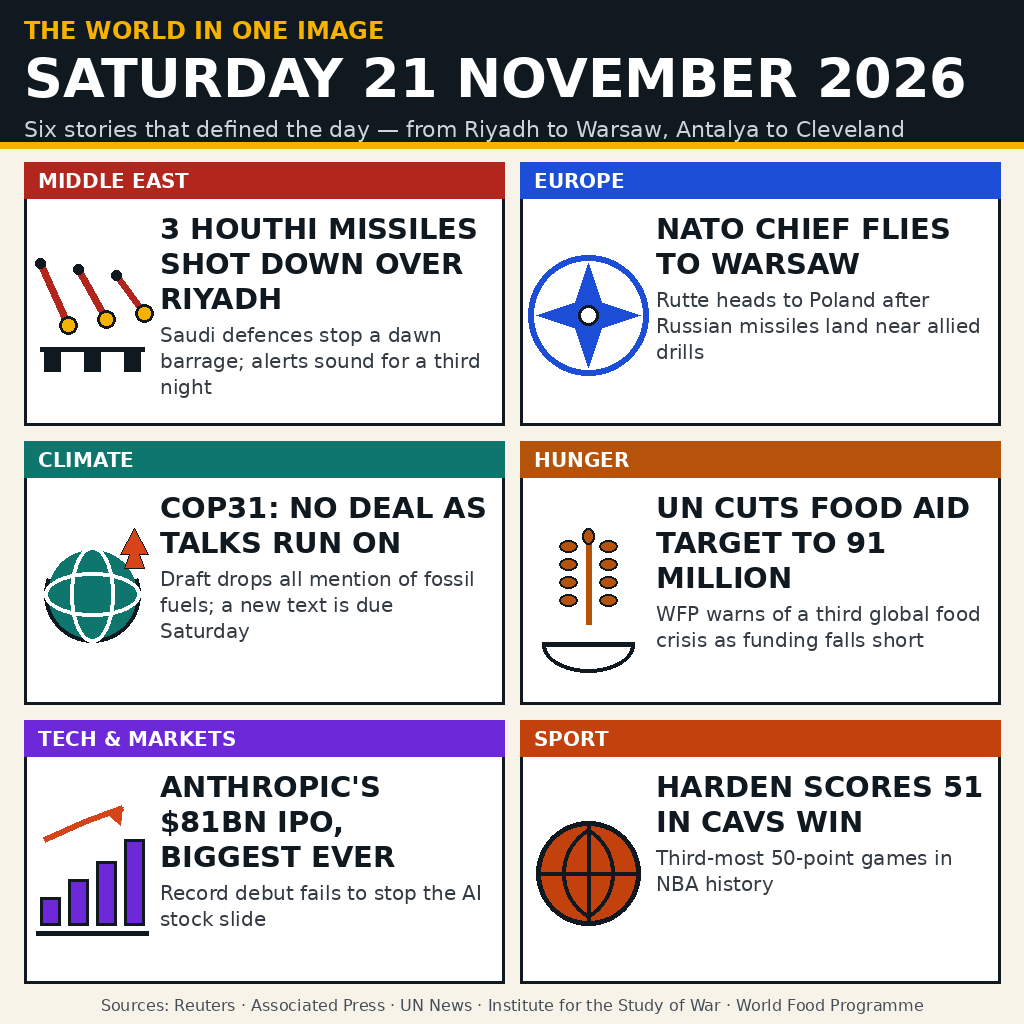 THE WORLD IN ONE IMAGE
SATURDAY 21 NOVEMBER 2026
Six stories that defined the day — from Riyadh to Warsaw, Antalya to Cleveland
MIDDLE EAST
3 HOUTHI MISSILES
SHOT DOWN OVER
RIYADH
Saudi defences stop a dawn
barrage; alerts sound for a third
night
EUROPE
NATO CHIEF FLIES
TO WARSAW
Rutte heads to Poland after
Russian missiles land near allied
drills
CLIMATE
COP31: NO DEAL AS
TALKS RUN ON
Draft drops all mention of fossil
fuels; a new text is due
Saturday
HUNGER
UN CUTS FOOD AID
TARGET TO 91
MILLION
WFP warns of a third global food
crisis as funding falls short
TECH & MARKETS
ANTHROPIC'S
$81BN IPO,
BIGGEST EVER
Record debut fails to stop the AI
stock slide
SPORT
HARDEN SCORES 51
IN CAVS WIN
Third-most 50-point games in
NBA history
Sources: Reuters · Associated Press · UN News · Institute for the Study of War · World Food Programme